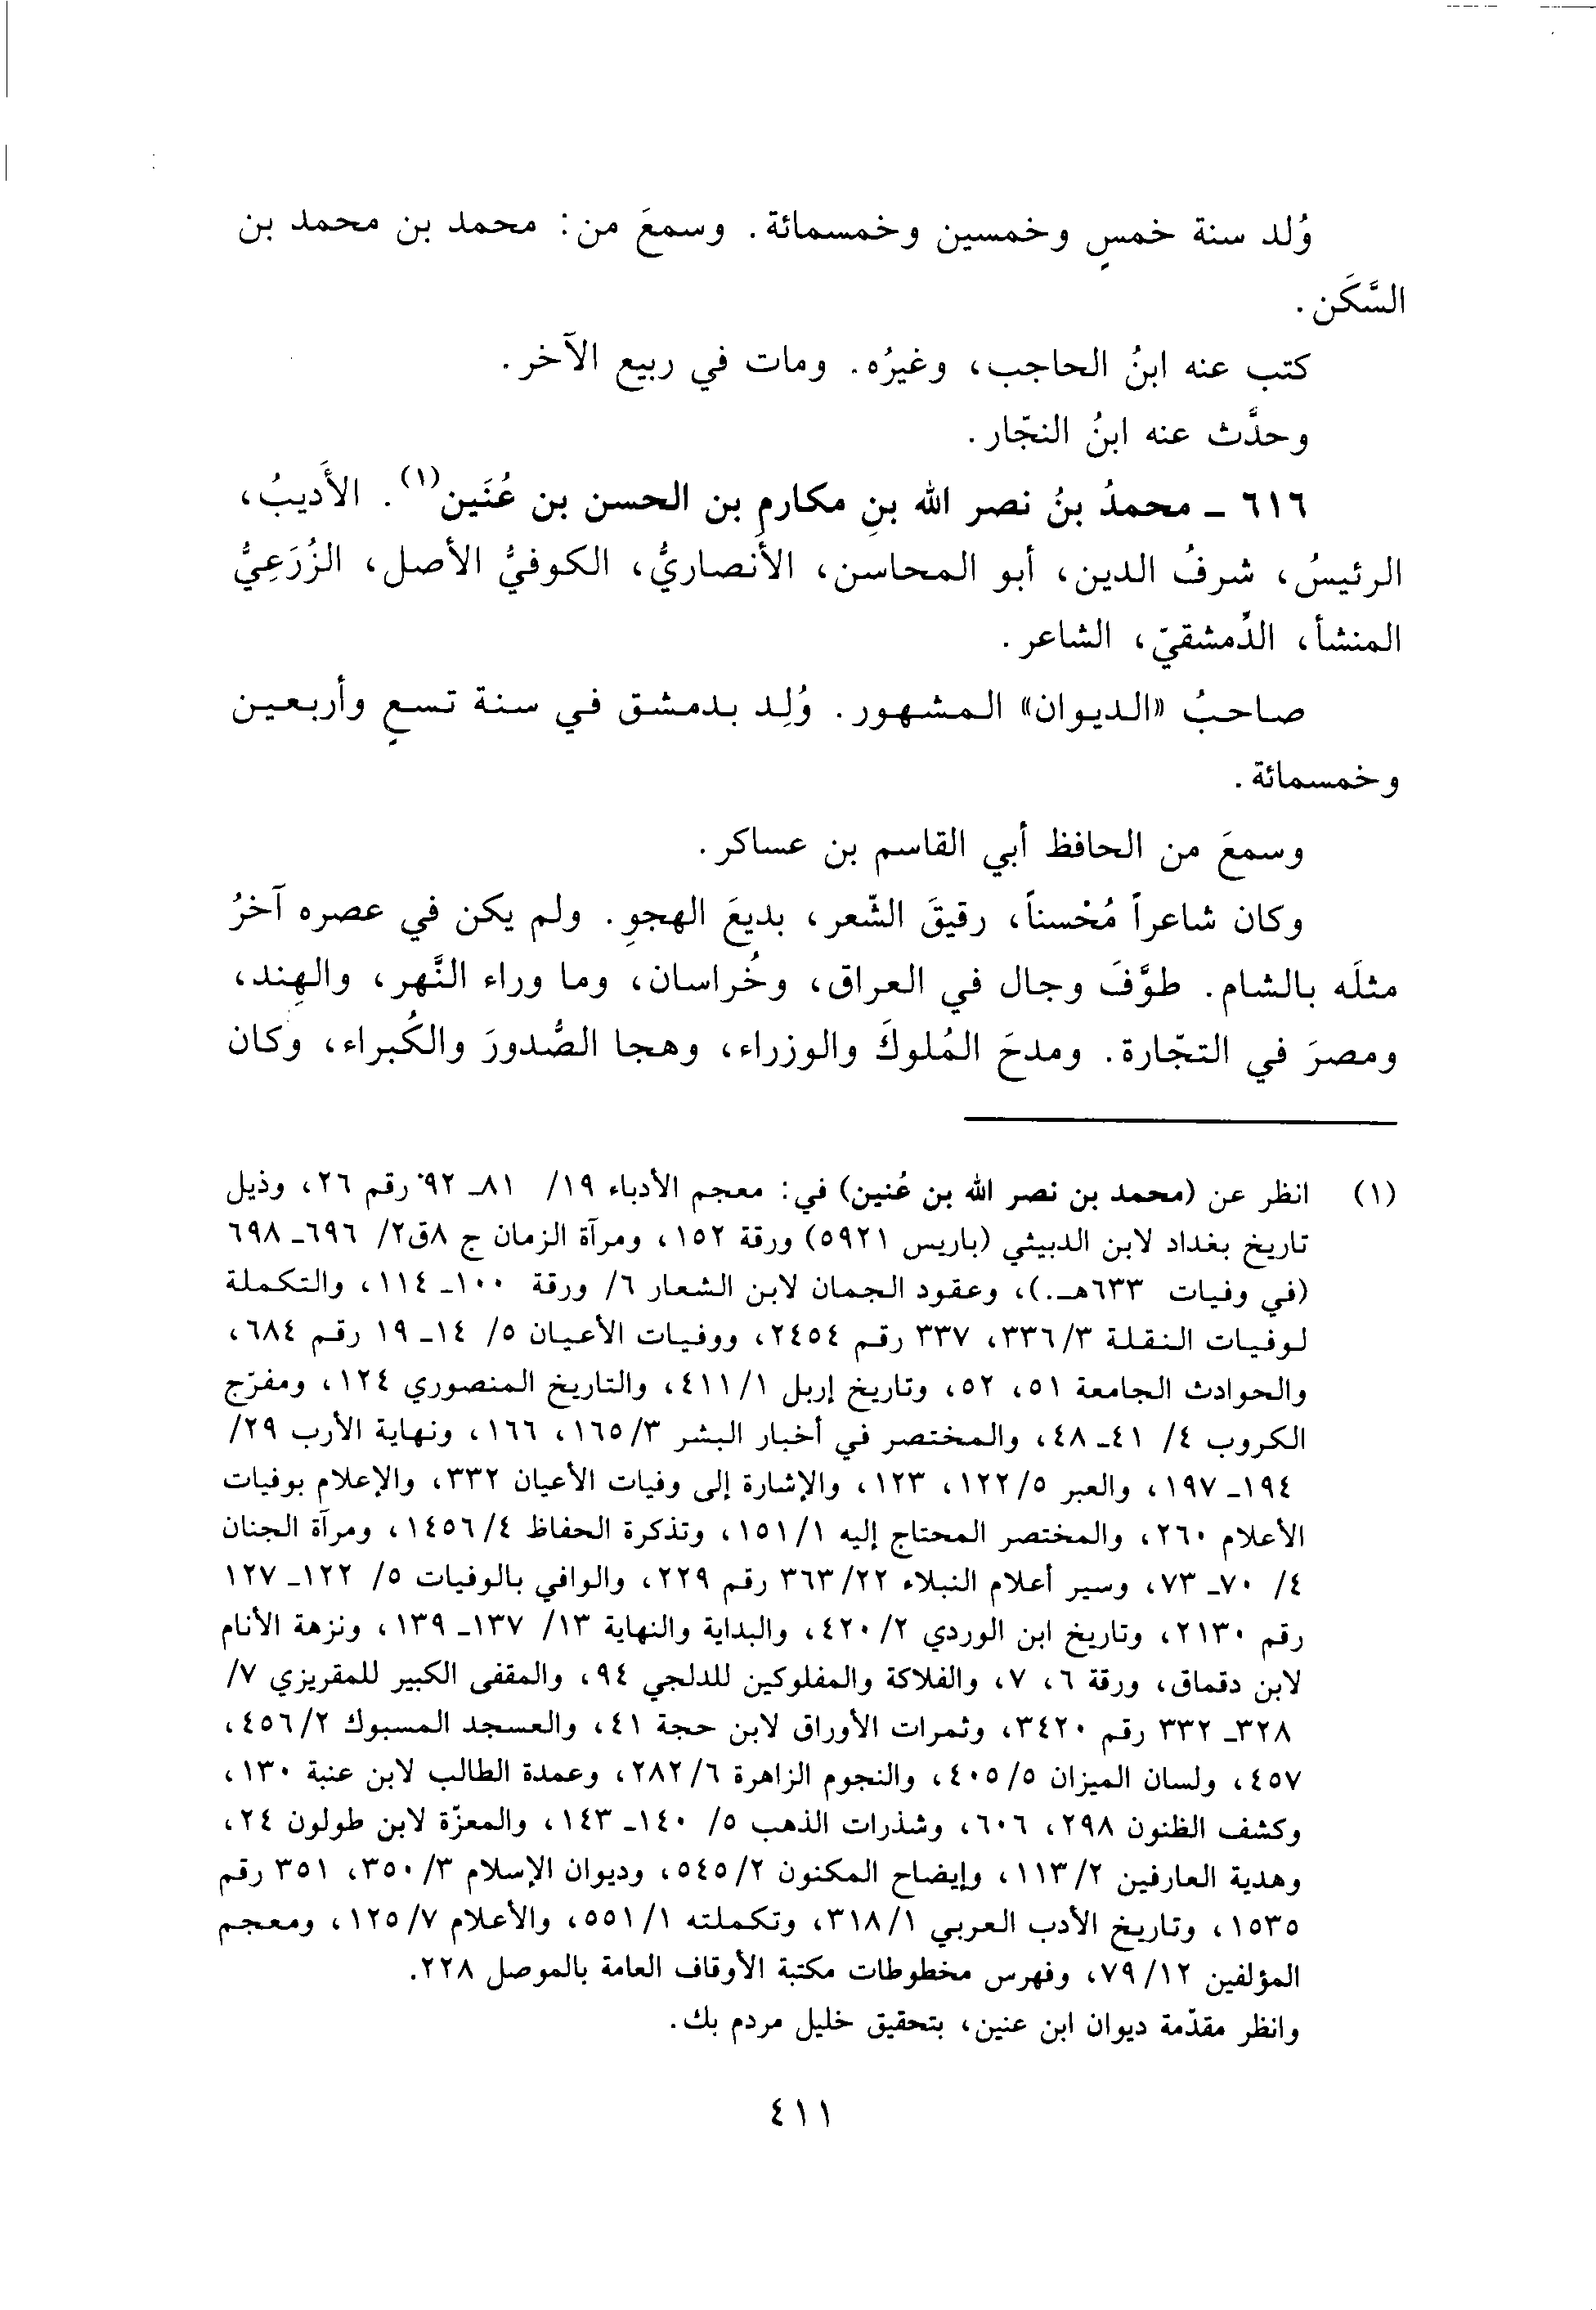 وُلد سنة خمسٍ وخمسين وخمسمائة. وسمعَ من: محمد بن محمد بن
السَّكَن.
كتب عنه ابنُ الحاجب، وغيرُه. ومات في ربيع الآخر.
وحدَّث عنه ابنُ النجّار.
٦١٦ ـ محمدُ بنُ نصر الله بنِ مكارمِ بن الحسن بن عُنَين(١). الأَديبُ،
الرئيسُ، شرفُ الدين، أبو المحاسن، الأنصاريُّ، الكوفيُّ الأصل، الزُرَعِيُّ
المنشأ، الدِّمشقيّ، الشاعر.
صاحبُ «الديوان» المشهور. وُلِد بدمشق في سنة تسعٍ وأربعين
وخمسمائة.
وسمعَ من الحافظ أبي القاسم بن عساكر.
وكان شاعراً مُحْسناً، رقيقَ الشّعر، بديعَ الهجوِ. ولم يكن في عصره آخرُ
مثلَه بالشام. طوَّفَ وجال في العراق، وخُراسان، وما وراء النَّهر، والهِند،
ومصرَ في التجّارة. ومدحَ المُلوكَ والوزراء، وهجا الصُّدورَ والكُبراء، وكان
(١) انظر عن (محمد بن نصر الله بن عُنين) في: معجم الأدباء ١٩/ ٨١ـ ٩٢ رقم ٢٦، وذيل
تاريخ بغداد لابن الدبيثي (باريس ٥٩٢١) ورقة ١٥٢، ومرآة الزمان ج ٨ق٢/ ٦٩٦ـ ٦٩٨
(في وفيات ٦٣٣هـ.)، وعقود الجمان لابن الشعار ٦/ ورقة ١٠٠ـ ١١٤، والتكملة
لوفيات النقلة ٣/٣٣٦، ٣٣٧ رقم ٢٤٥٤، ووفيات الأعيان ٥/ ١٤ـ ١٩ رقم ٦٨٤،
والحوادث الجامعة ٥١، ٥٢، وتاريخ إربل ١/٤١١، والتاريخ المنصوري ١٢٤، ومفرّج
الكروب ٤/ ٤١ـ ٤٨، والمختصر في أخبار البشر ٣/١٦٥، ١٦٦، ونهاية الأرب ٢٩/
١٩٤ـ ١٩٧، والعبر ٥/١٢٢، ١٢٣، والإشارة إلى وفيات الأعيان ٣٣٢، والإعلام بوفيات
الأعلام ٢٦٠، والمختصر المحتاج إليه ١/١٥١، وتذكرة الحفاظ ٤/١٤٥٦، ومرآة الجنان
٤/ ٧٠ـ ٧٣، وسير أعلام النبلاء ٢٢/٣٦٣ رقم ٢٢٩، والوافي بالوفيات ٥/ ١٢٢ـ ١٢٧
رقم ٢١٣٠، وتاريخ ابن الوردي ٢/٤٢٠، والبداية والنهاية ١٣/ ١٣٧ـ ١٣٩، ونزهة الأنام
لابن دقماق، ورقة ٦، ٧، والفلاكة والمفلوكين للدلجي ٩٤، والمقفى الكبير للمقريزي ٧/
٣٢٨ـ ٣٣٢ رقم ٣٤٢٠، وثمرات الأوراق لابن حجة ٤١، والعسجد المسبوك ٢/٤٥٦،
٤٥٧، ولسان الميزان ٥/٤٠٥، والنجوم الزاهرة ٦/٢٨٢، وعمدة الطالب لابن عنبة ١٣٠،
وكشف الظنون ٢٩٨، ٦٠٦، وشذرات الذهب ٥/ ١٤٠ـ ١٤٣، والمعزّة لابن طولون ٢٤،
وهدية العارفين ٢/١١٣، وإيضاح المكنون ٢/٥٤٥، وديوان الإسلام ٣/٣٥٠، ٣٥١ رقم
١٥٣٥، وتاريخ الأدب العربي ١/٣١٨، وتكملته ١/٥٥١، والأعلام ٧/١٢٥، ومعجم
المؤلفين ١٢/٧٩، وفهرس مخطوطات مكتبة الأوقاف العامة بالموصل ٢٢٨.
وانظر مقدّمة ديوان ابن عنين، بتحقيق خليل مردم بك.
٤١١